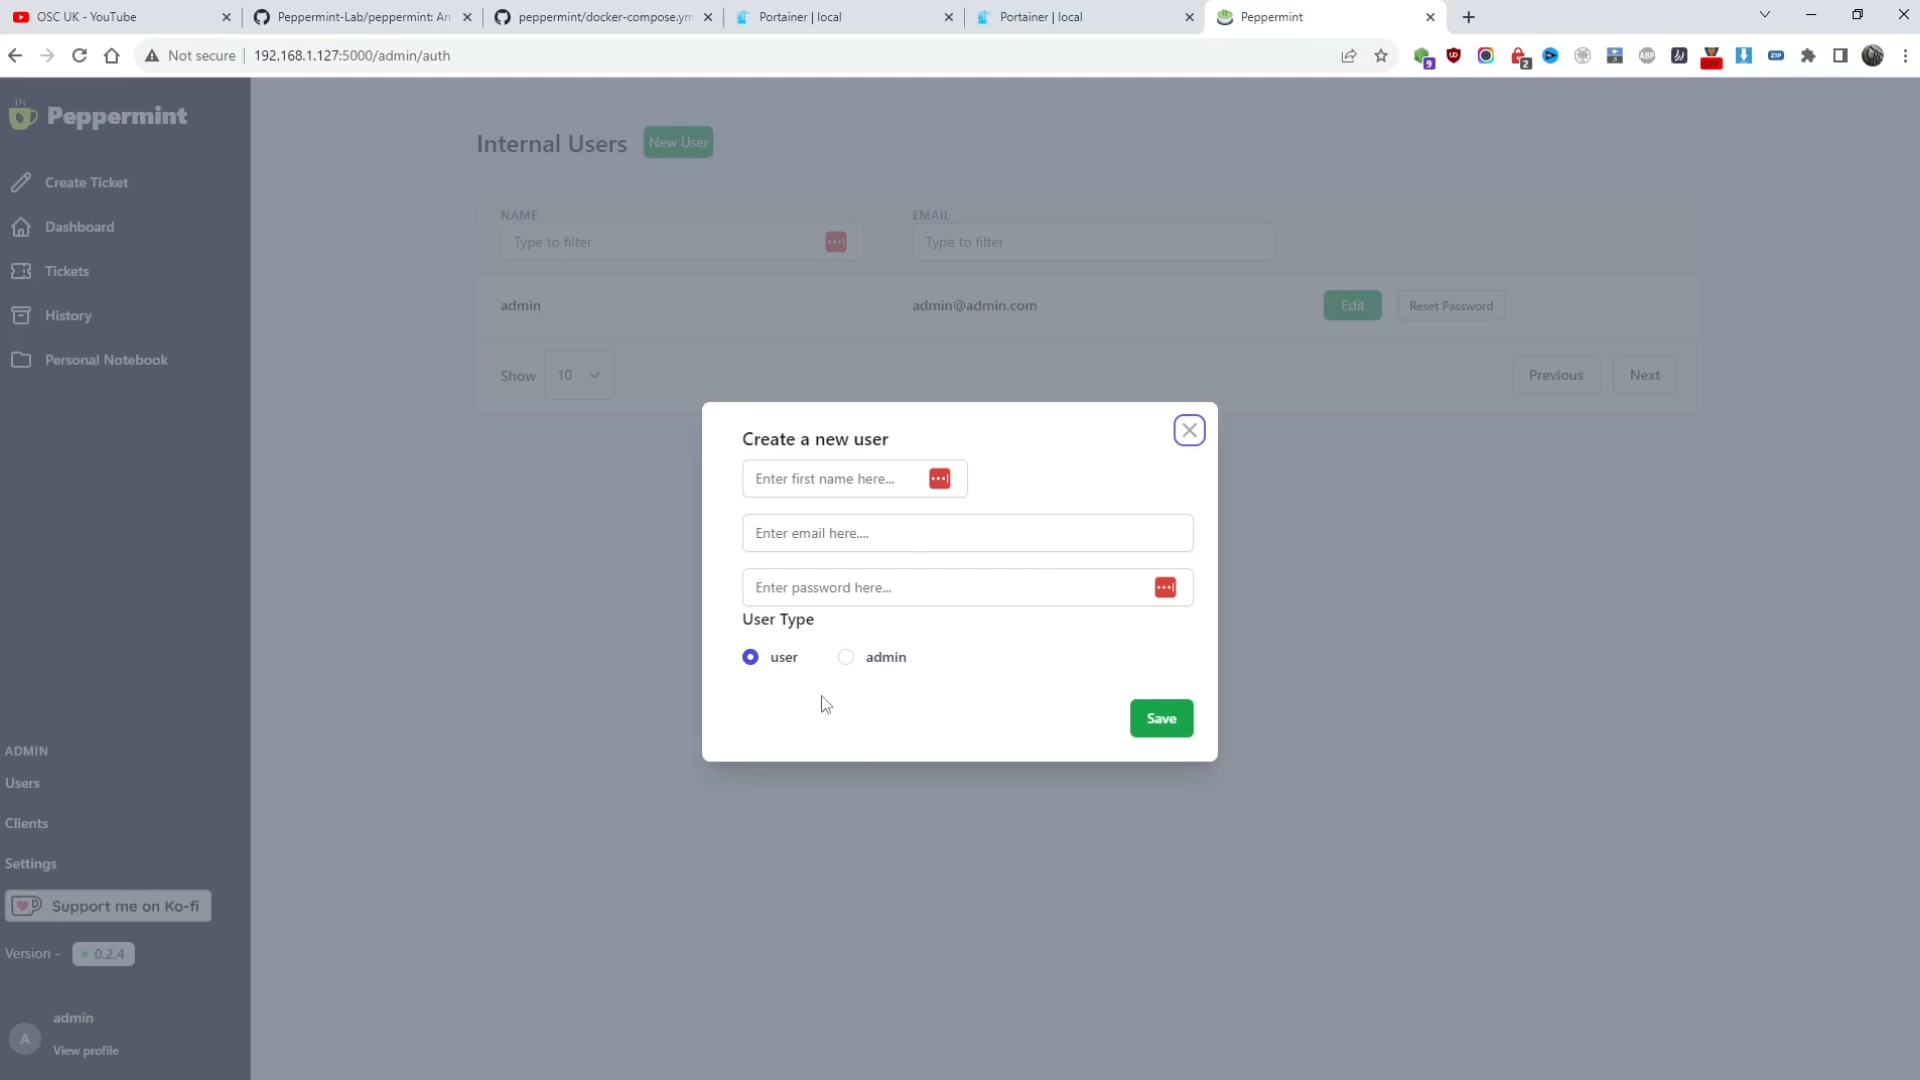 OSC UK - YouTube
Peppermint-Lab/peppermint: An
peppermint/docker-compose.ym
Portainer | local
Portainer | local
Peppermint
Not secure
192.168.1.127:5000/admin/auth
9
2
ABP
ZIP
Peppermint
Create Ticket
Dashboard
Tickets
History
Personal Notebook
ADMIN
Users
Clients
Settings
Support me on Ko-fi
Version - 0.2.4
A
admin
View profile
Internal Users
New User
NAME
Type to filter
EMAIL
Type to filter
admin
admin@admin.com
Edit
Reset Password
Show
10
Previous
Next
Create a new user
Enter first name here...
Enter email here....
Enter password here...
User Type
user
admin
Save